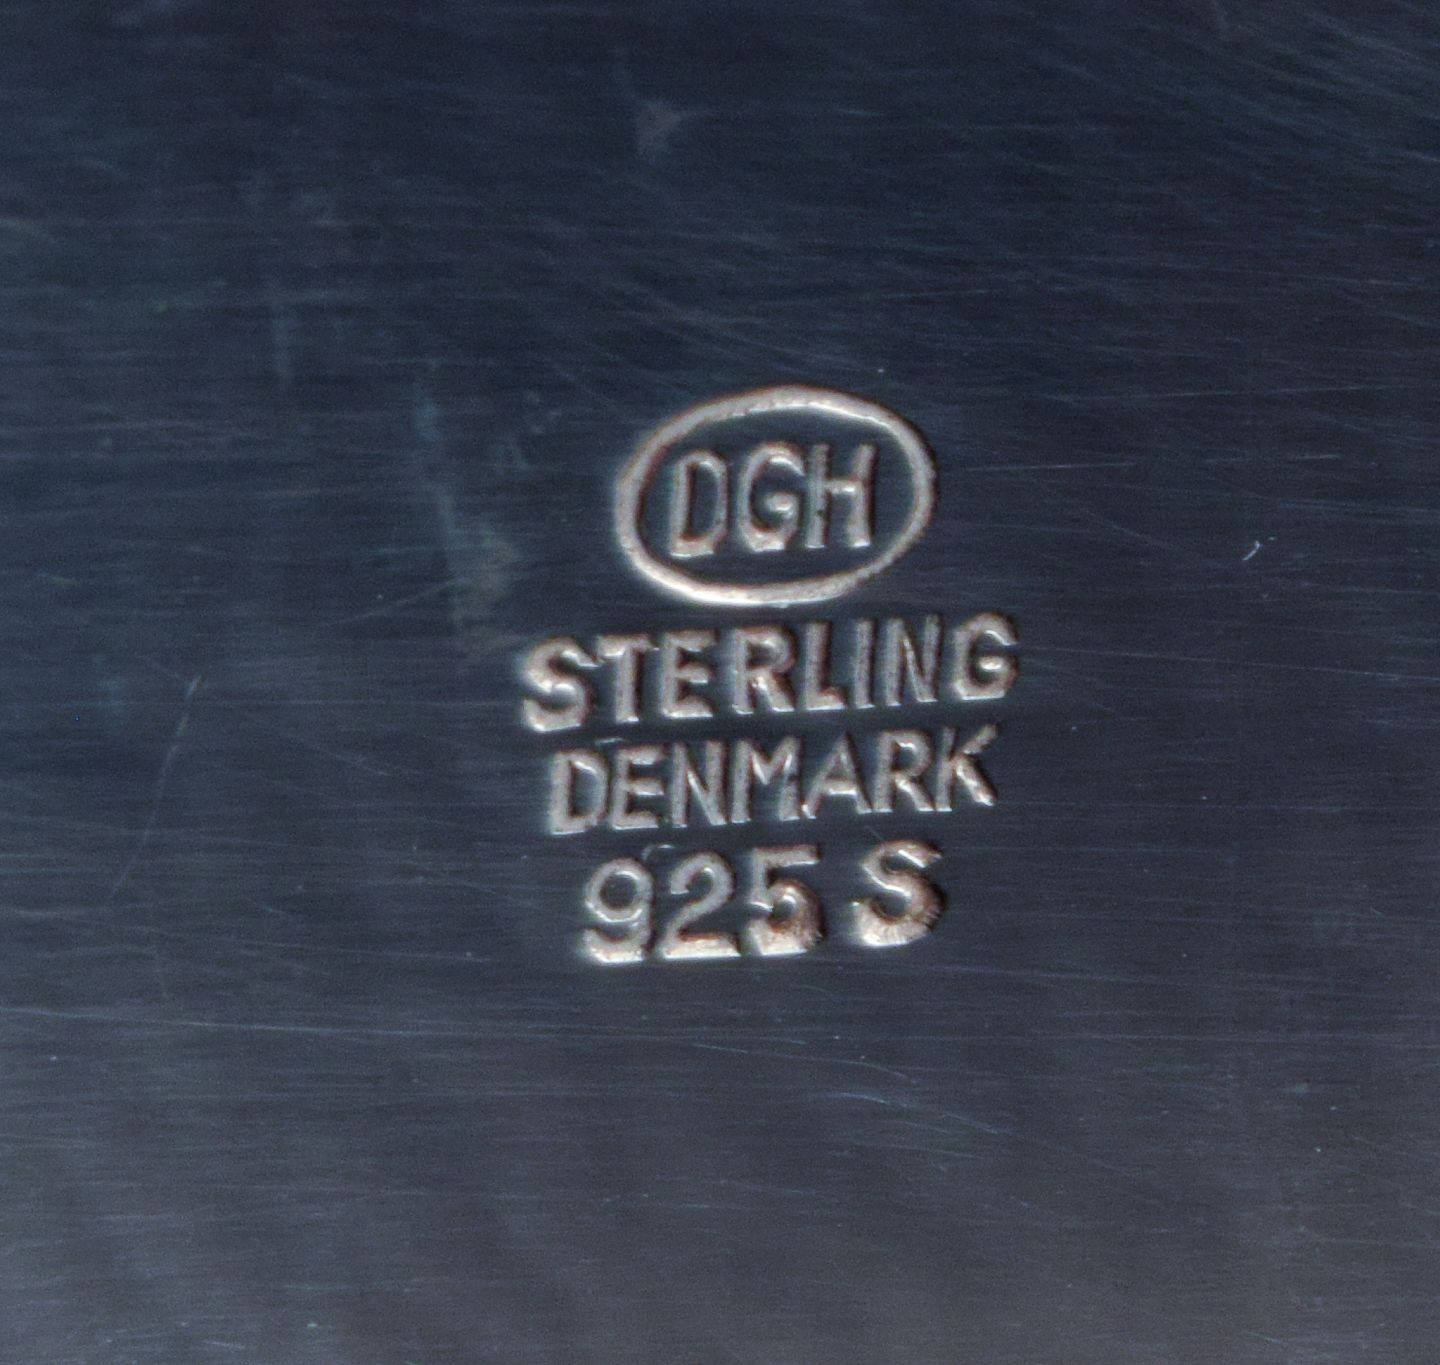 DGH
STERLING
DENMARK
925 S